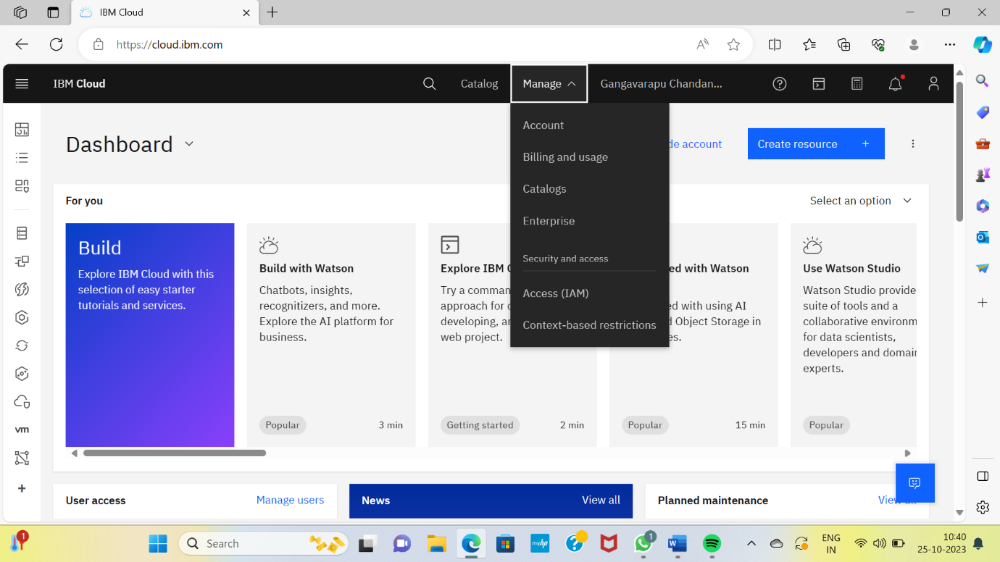 IBM Cloud
https://cloud.ibm.com
IBM Cloud
Catalog
Manage
Gangavarapu Chandan...
Account
Billing and usage
Catalogs
Enterprise
Security and access
Access (IAM)
Context-based restrictions
Dashboard
account
Create resource +
For you
Select an option
Build
Explore IBM Cloud with this
selection of easy starter
tutorials and services.
Build with Watson
Chatbots, insights,
recognitizers, and more.
Explore the AI platform for
business.
Popular
3 min
Explore IBM
Try a comman
approach for
developing, a
web project.
Getting started
2 min
ed with Watson
ed with using AI
Object Storage in
es.
Popular
15 min
Use Watson Studio
Watson Studio provide
suite of tools and a
collaborative environm
for data scientists,
developers and domain
experts.
Popular
vm
User access
Manage users
News
View all
Planned maintenance
View all
1
Search
myhp
1
W
ENG
IN
10:40
25-10-2023